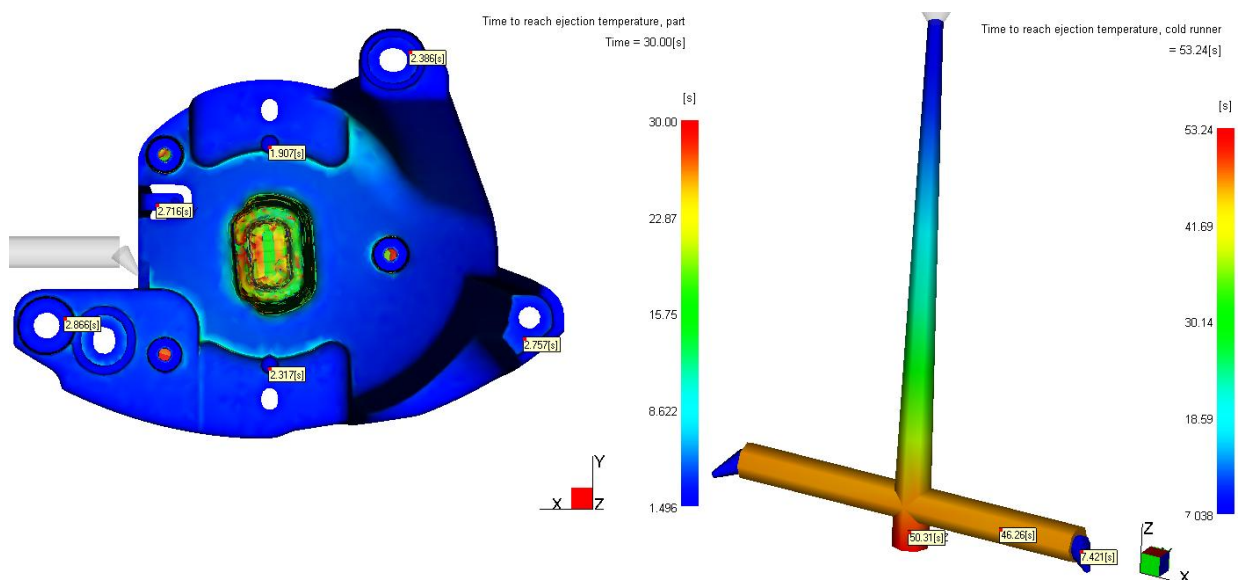 Time to reach ejection temperature, part
Time = 30.00[s]
[s]
30.00
22.87
15.75
8.622
1.496
2.386[s]
1.907[s]
2.716[s]
2.866[s]
2.757[s]
2.317[s]
Y
X
Z
Time to reach ejection temperature, cold runner
= 53.24[s]
[s]
53.24
41.69
30.14
18.59
7.038
50.31[s]
46.26[s]
7.421[s]
Z
Z
Y
X